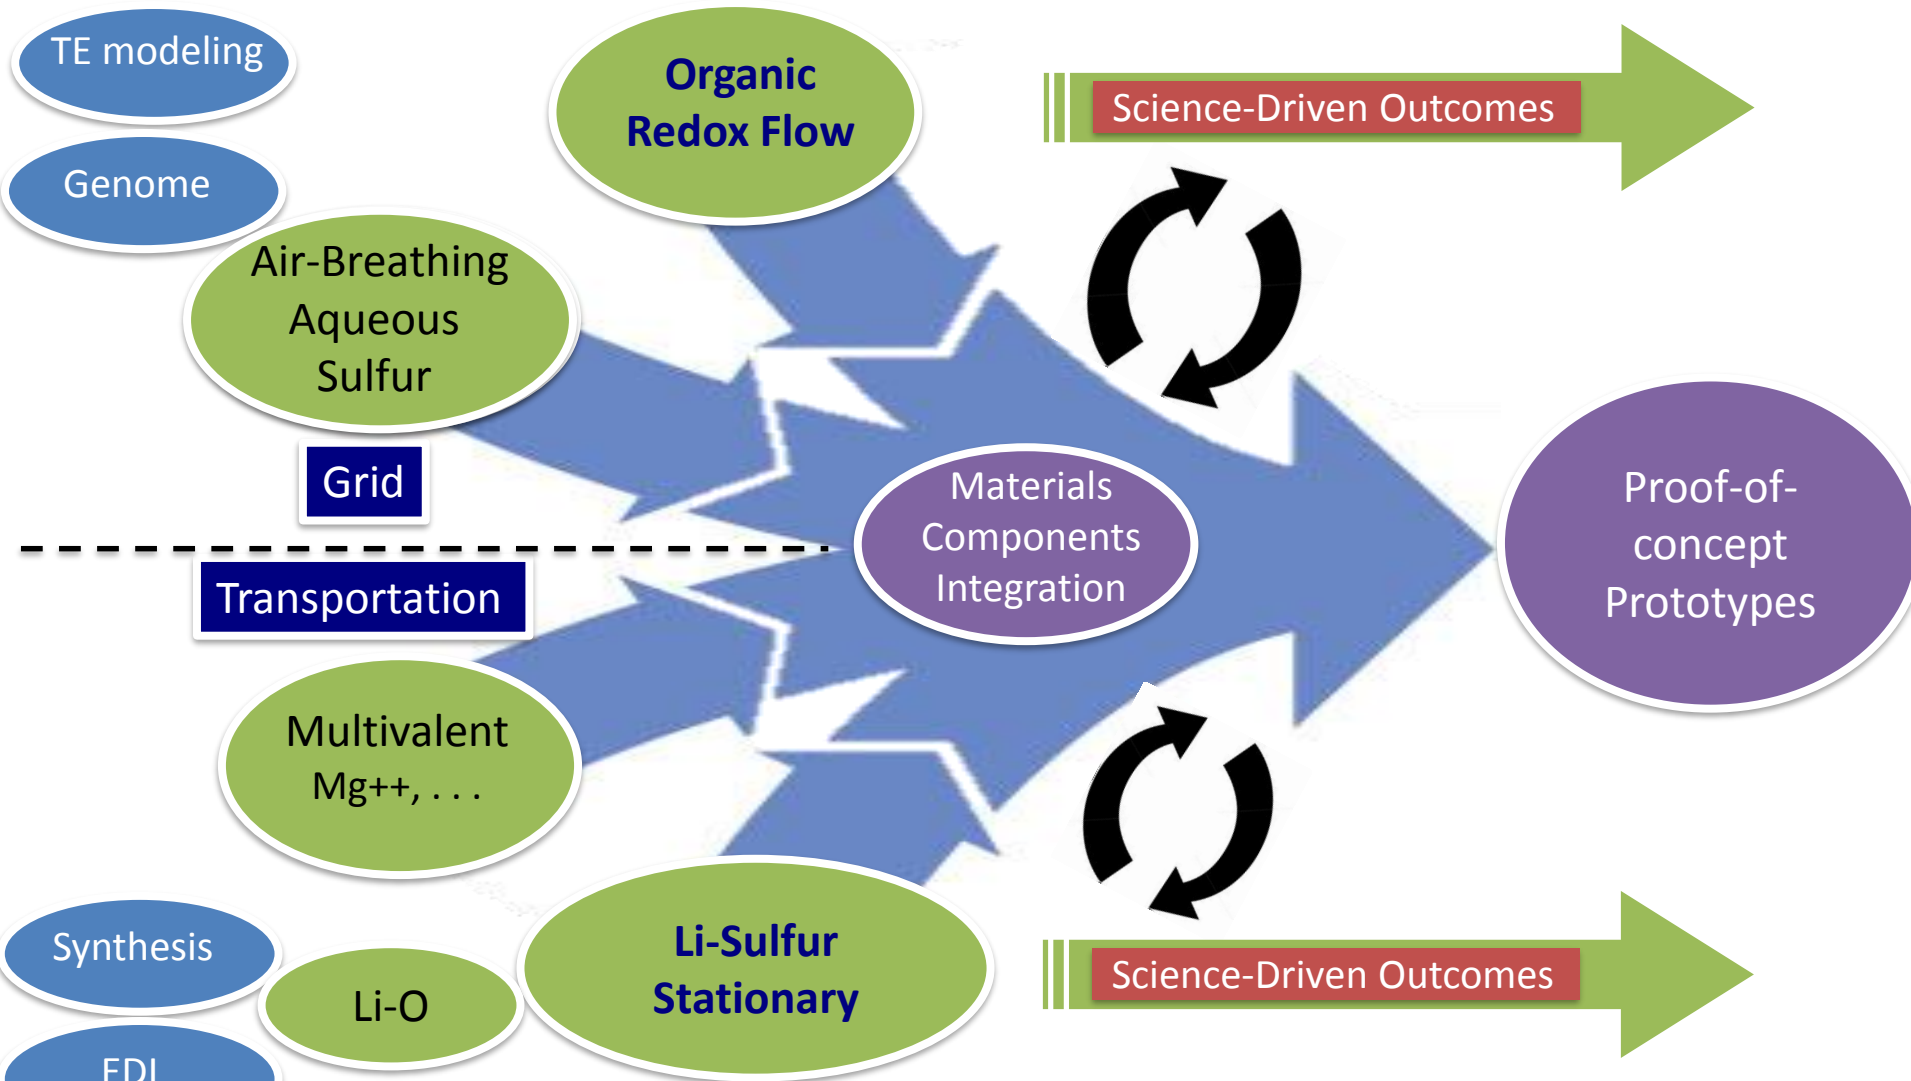 TE modeling
Genome
Organic
Redox Flow
Science-Driven Outcomes
Air-Breathing
Aqueous
Sulfur
Grid
Transportation
Materials
Components
Integration
Proof-of-
concept
Prototypes
Multivalent
Mg++, . . .
Synthesis
Li-O
Li-Sulfur
Stationary
Science-Driven Outcomes